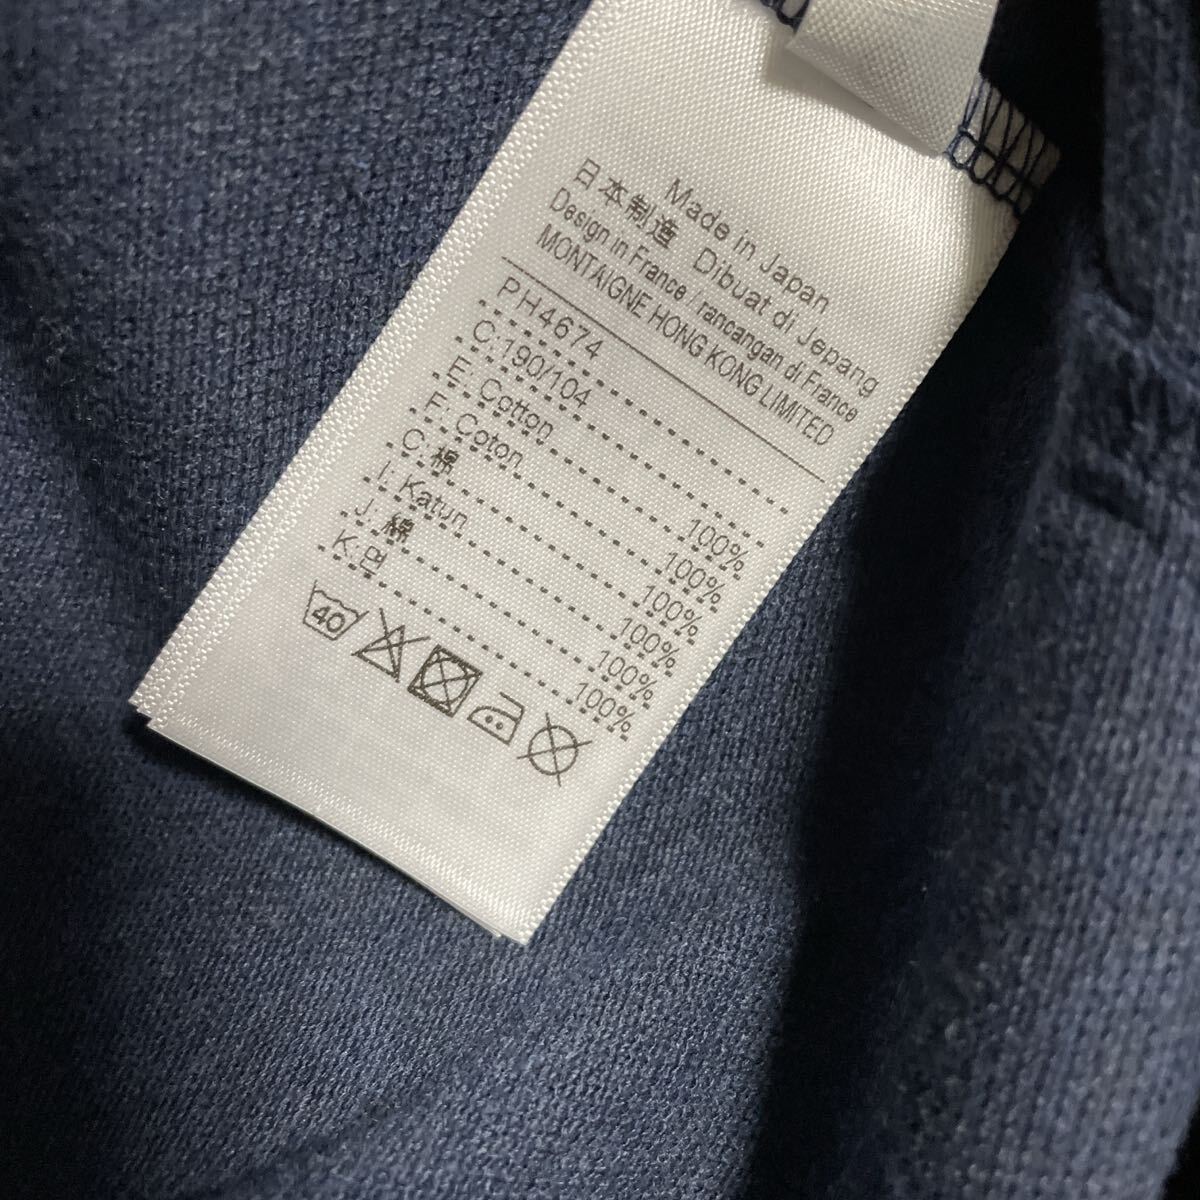 Made in Japan
日本制造 Dibuat di Jepang
Design in France / rancangan di France
MONTAIGNE HONG KONG LIMITED
PH4674
C:190/104
E: Cotton 100%
F: Coton 100%
C: 棉 100%
I: Katun 100%
J: 綿 100%
K: 면 100%
40